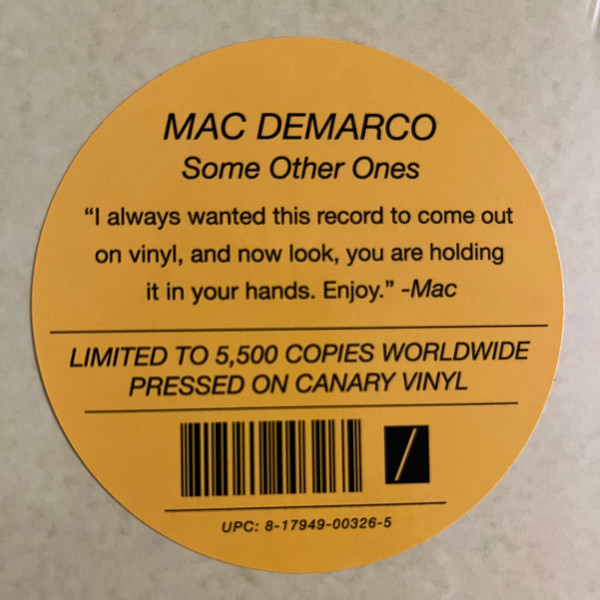 MAC DEMARCO
Some Other Ones
“I always wanted this record to come out
on vinyl, and now look, you are holding
it in your hands. Enjoy.” -Mac
LIMITED TO 5,500 COPIES WORLDWIDE
PRESSED ON CANARY VINYL
UPC: 8-17949-00326-5